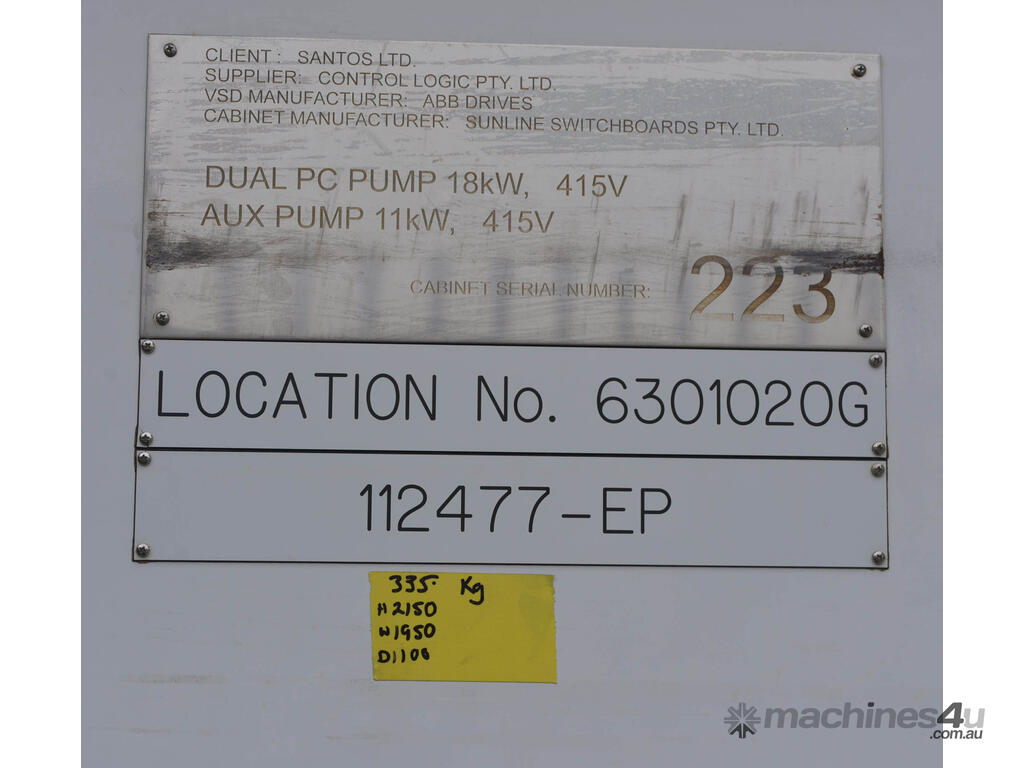 CLIENT : SANTOS LTD.
SUPPLIER: CONTROL LOGIC PTY. LTD.
VSD MANUFACTURER: ABB DRIVES
CABINET MANUFACTURER: SUNLINE SWITCHBOARDS PTY. LTD.
DUAL PC PUMP 18kW, 415V
AUX PUMP 11kW, 415V
CABINET SERIAL NUMBER: 223
LOCATION No. 6301020G
112477-EP
335. Kg
H2150
W1950
D1100
machines4u
.com.au